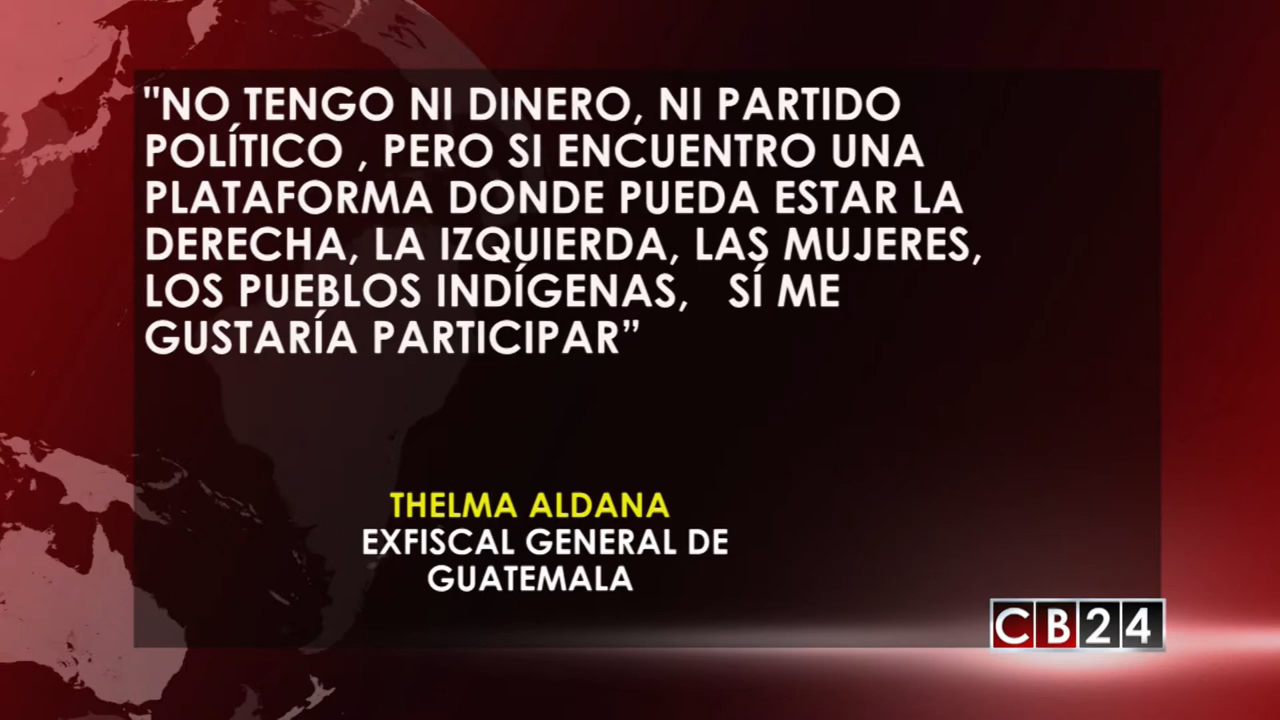 "NO TENGO NI DINERO, NI PARTIDO
POLÍTICO , PERO SI ENCUENTRO UNA
PLATAFORMA DONDE PUEDA ESTAR LA
DERECHA, LA IZQUIERDA, LAS MUJERES,
LOS PUEBLOS INDÍGENAS,   SÍ ME
GUSTARÍA PARTICIPAR”
THELMA ALDANA
EXFISCAL GENERAL DE
GUATEMALA
CB24